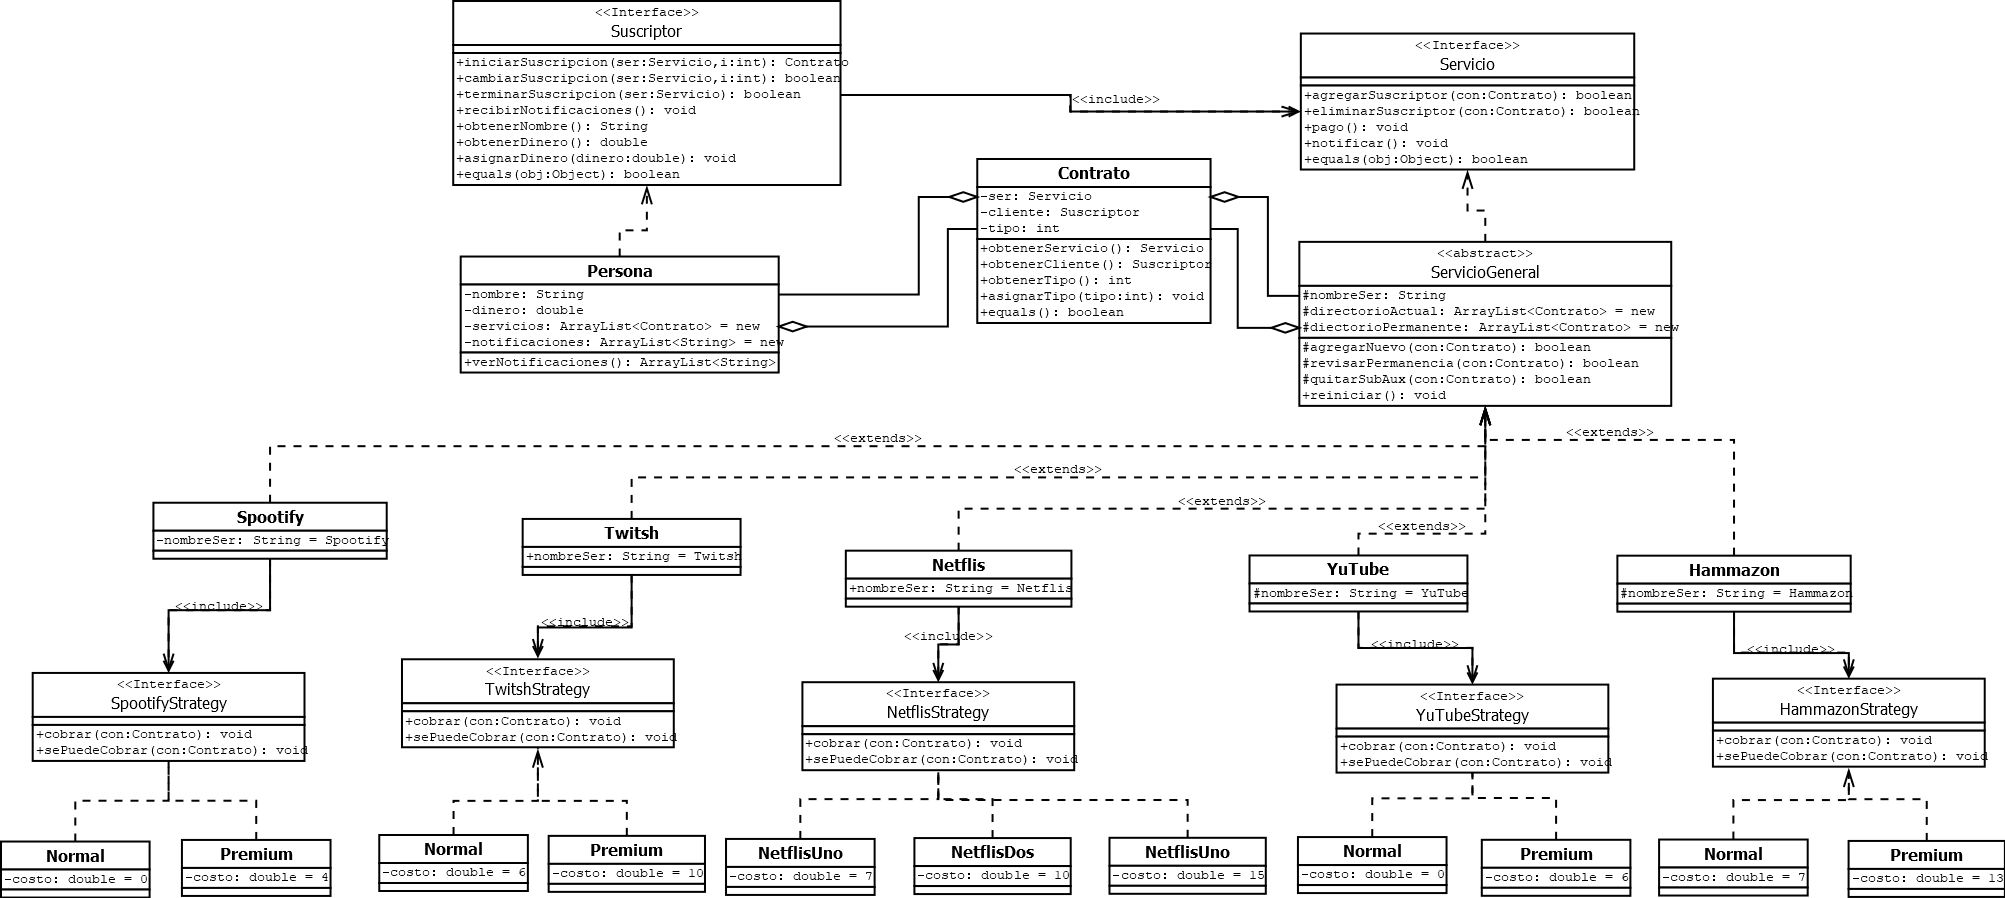 <<Interface>>
Suscriptor
+iniciarSuscripcion(ser:Servicio,i:int): Contrato
+cambiarSuscripcion(ser:Servicio,i:int): boolean
+terminarSuscripcion(ser:Servicio): boolean
+recibirNotificaciones(): void
+obtenerNombre(): String
+obtenerDinero(): double
+asignarDinero(dinero:double): void
+equals(obj:Object): boolean
<<include>>
<<Interface>>
Servicio
+agregarSuscriptor(con:Contrato): boolean
+eliminarSuscriptor(con:Contrato): boolean
+pago(): void
+notificar(): void
+equals(obj:Object): boolean
Contrato
-ser: Servicio
-cliente: Suscriptor
-tipo: int
+obtenerServicio(): Servicio
+obtenerCliente(): Suscriptor
+obtenerTipo(): int
+asignarTipo(tipo:int): void
+equals(): boolean
Persona
-nombre: String
-dinero: double
-servicios: ArrayList<Contrato> = new
-notificaciones: ArrayList<String> = new
+verNotificaciones(): ArrayList<String>
<<abstract>>
ServicioGeneral
#nombreSer: String
#directorioActual: ArrayList<Contrato> = new
#diectorioPermanente: ArrayList<Contrato> = new
#agregarNuevo(con:Contrato): boolean
#revisarPermanencia(con:Contrato): boolean
#quitarSubAux(con:Contrato): boolean
+reiniciar(): void
<<extends>>
<<extends>>
<<extends>>
<<extends>>
<<extends>>
Spootify
-nombreSer: String = Spootify
Twitsh
+nombreSer: String = Twitsh
Netflis
+nombreSer: String = Netflis
YuTube
#nombreSer: String = YuTube
Hammazon
#nombreSer: String = Hammazon
<<include>>
<<include>>
<<include>>
<<include>>
<<include>>
<<Interface>>
SpootifyStrategy
+cobrar(con:Contrato): void
+sePuedeCobrar(con:Contrato): void
<<Interface>>
TwitshStrategy
+cobrar(con:Contrato): void
+sePuedeCobrar(con:Contrato): void
<<Interface>>
NetflisStrategy
+cobrar(con:Contrato): void
+sePuedeCobrar(con:Contrato): void
<<Interface>>
YuTubeStrategy
+cobrar(con:Contrato): void
+sePuedeCobrar(con:Contrato): void
<<Interface>>
HammazonStrategy
+cobrar(con:Contrato): void
+sePuedeCobrar(con:Contrato): void
Normal
-costo: double = 0
Premium
-costo: double = 4
Normal
-costo: double = 6
Premium
-costo: double = 10
NetflisUno
-costo: double = 7
NetflisDos
-costo: double = 10
NetflisUno
-costo: double = 15
Normal
-costo: double = 0
Premium
-costo: double = 6
Normal
-costo: double = 7
Premium
-costo: double = 13